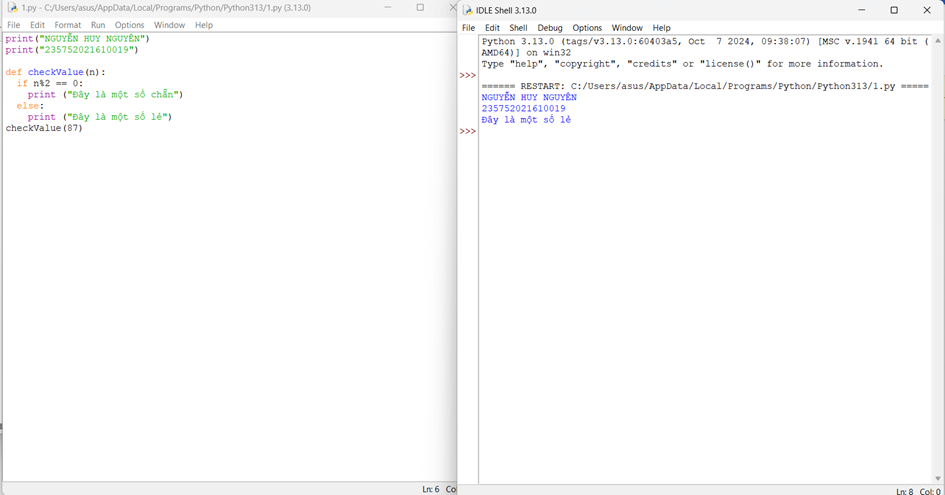 1.py - C:/Users/asus/AppData/Local/Programs/Python/Python313/1.py (3.13.0)
File Edit Format Run Options Window Help
print("NGUYỄN HUY NGUYÊN")
print("235752021610019")
def checkValue(n):
if n%2 == 0:
print ("Đây là một số chẵn")
else:
print ("Đây là một số lẻ")
checkValue(87)
Ln: 6 Co
IDLE Shell 3.13.0
File Edit Shell Debug Options Window Help
Python 3.13.0 (tags/v3.13.0:60403a5, Oct 7 2024, 09:38:07) [MSC v.1941 64 bit (
AMD64)] on win32
Type "help", "copyright", "credits" or "license()" for more information.
>>>
====== RESTART: C:/Users/asus/AppData/Local/Programs/Python/Python313/1.py =====
NGUYỄN HUY NGUYÊN
235752021610019
Đây là một số lẻ
>>>
Ln: 8 Col: 0